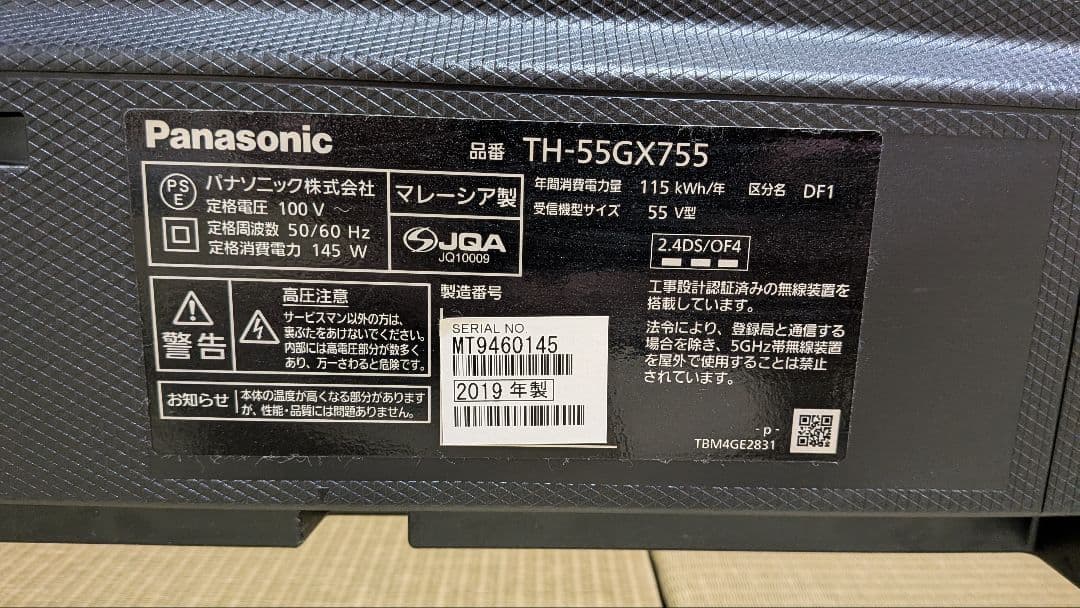 Panasonic
品番 TH-55GX755
PS
E
パナソニック株式会社
定格電圧 100 V ～
定格周波数 50/60 Hz
定格消費電力 145 W
マレーシア製
JQA
JQ10009
年間消費電力量 115 kWh/年 区分名 DF1
受信機型サイズ 55 V型
2.4DS/OF4
工事設計認証済みの無線装置を
搭載しています。
法令により、登録局と通信する
場合を除き、5GHz帯無線装置
を屋外で使用することは禁止
されています。
警告
高圧注意
サービスマン以外の方は、
裏ぶたをあけないでください。
内部には高電圧部分が数多く
あり、万一さわると危険です。
お知らせ
本体の温度が高くなる部分があります
が、性能・品質には問題ありません。
製造番号
SERIAL NO
MT9460145
2019 年製
- p -
TBM4GE2831